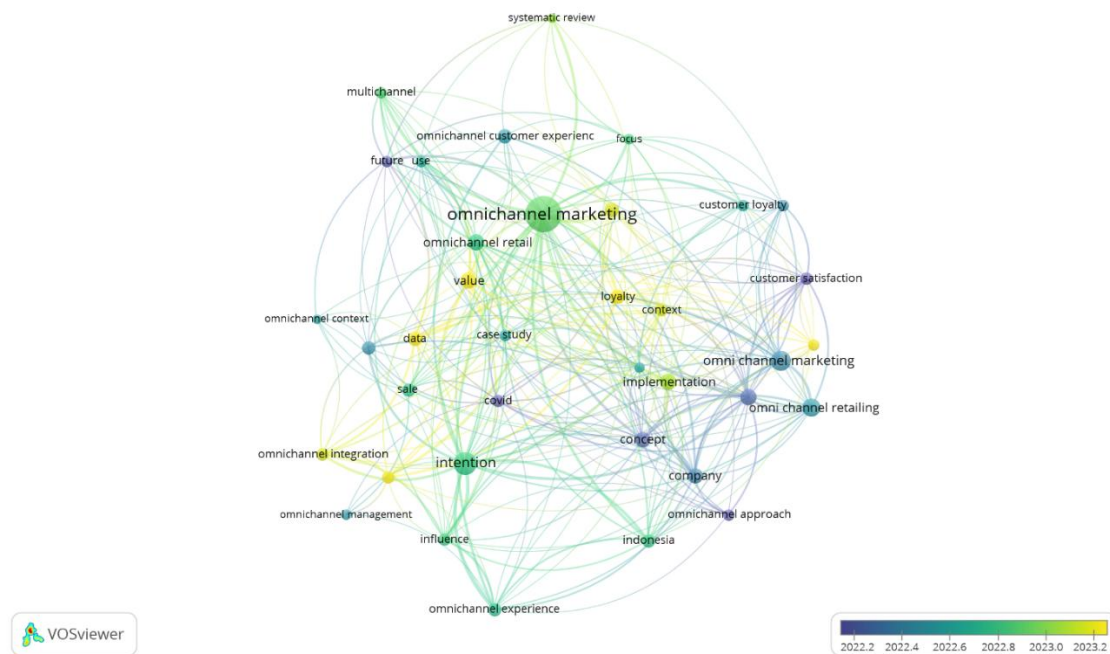 systematic review
multichannel
omnichannel customer experienc
focus
future
use
customer loyalty
omnichannel marketing
omnichannel retail
customer satisfaction
value
loyalty
context
omnichannel context
case study
data
omni channel marketing
implementation
sale
covid
omni channel retailing
concept
omnichannel integration
intention
company
omnichannel management
omnichannel approach
influence
indonesia
omnichannel experience
VOSviewer
2022.2 2022.4 2022.6 2022.8 2023.0 2023.2